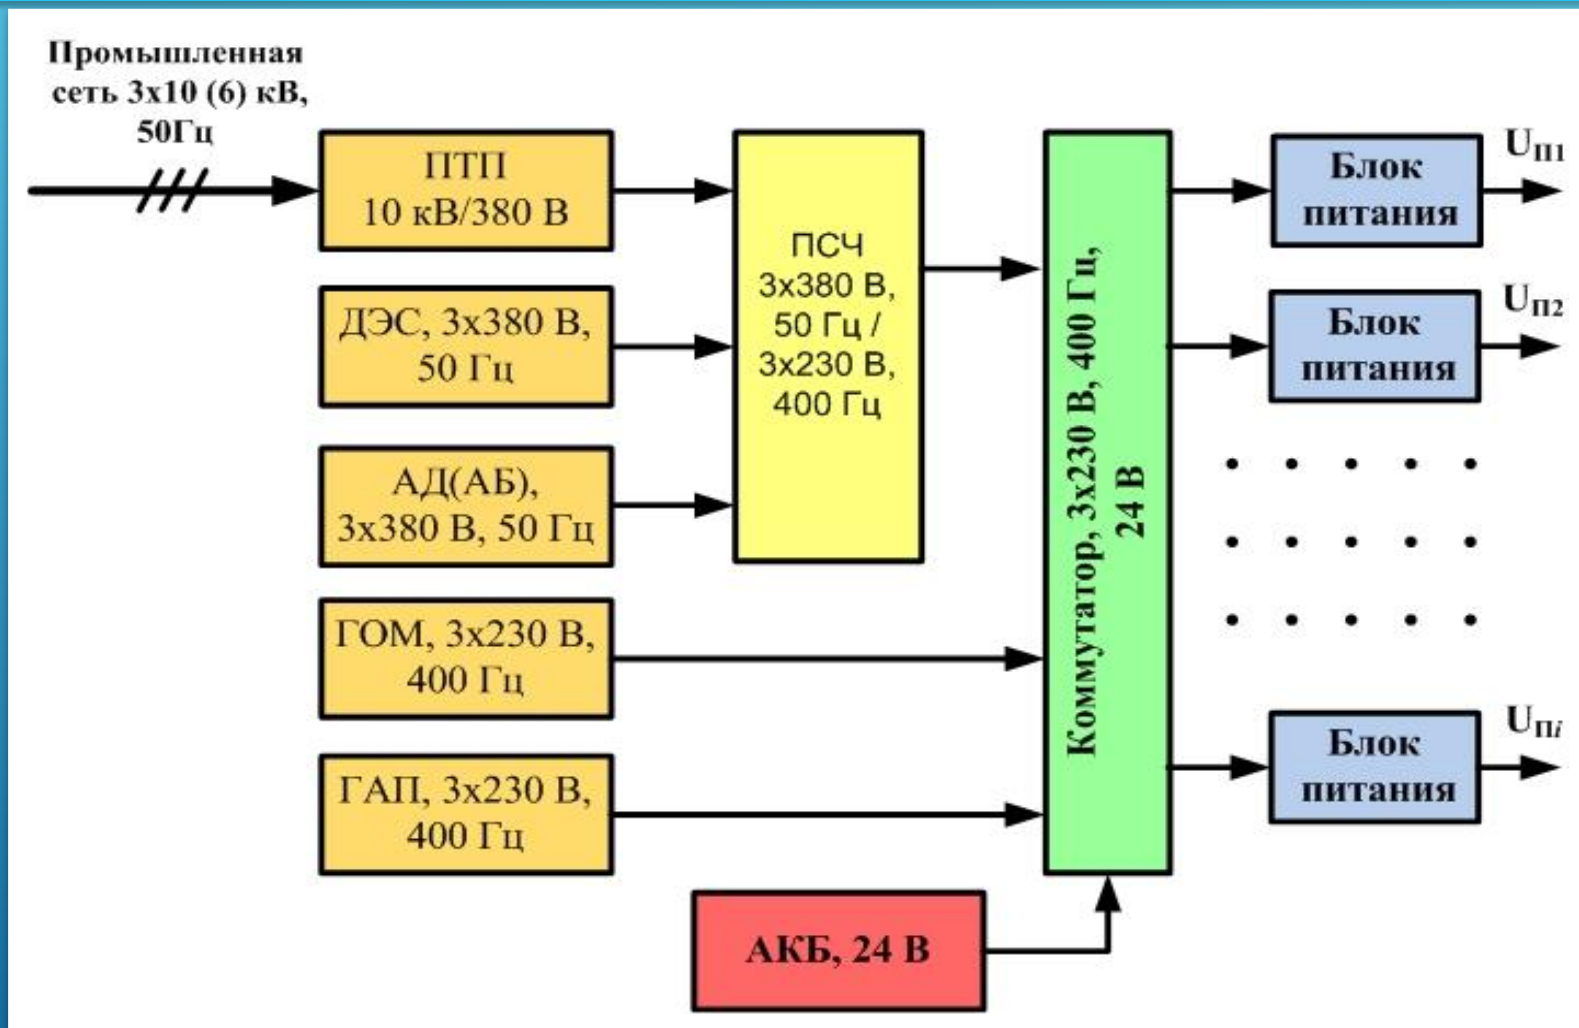 Промышленная
сеть 3х10 (6) кВ,
50Гц
ПТП
10 кВ/380 В
ДЭС, 3х380 В,
50 Гц
АД(АБ),
3х380 В, 50 Гц
ГОМ, 3х230 В,
400 Гц
ГАП, 3х230 В,
400 Гц
ПСЧ
3х380 В,
50 Гц /
3х230 В,
400 Гц
Коммутатор, 3х230 В, 400 Гц,
24 В
АКБ, 24 В
Блок
питания
UП1
Блок
питания
UП2
Блок
питания
UПi